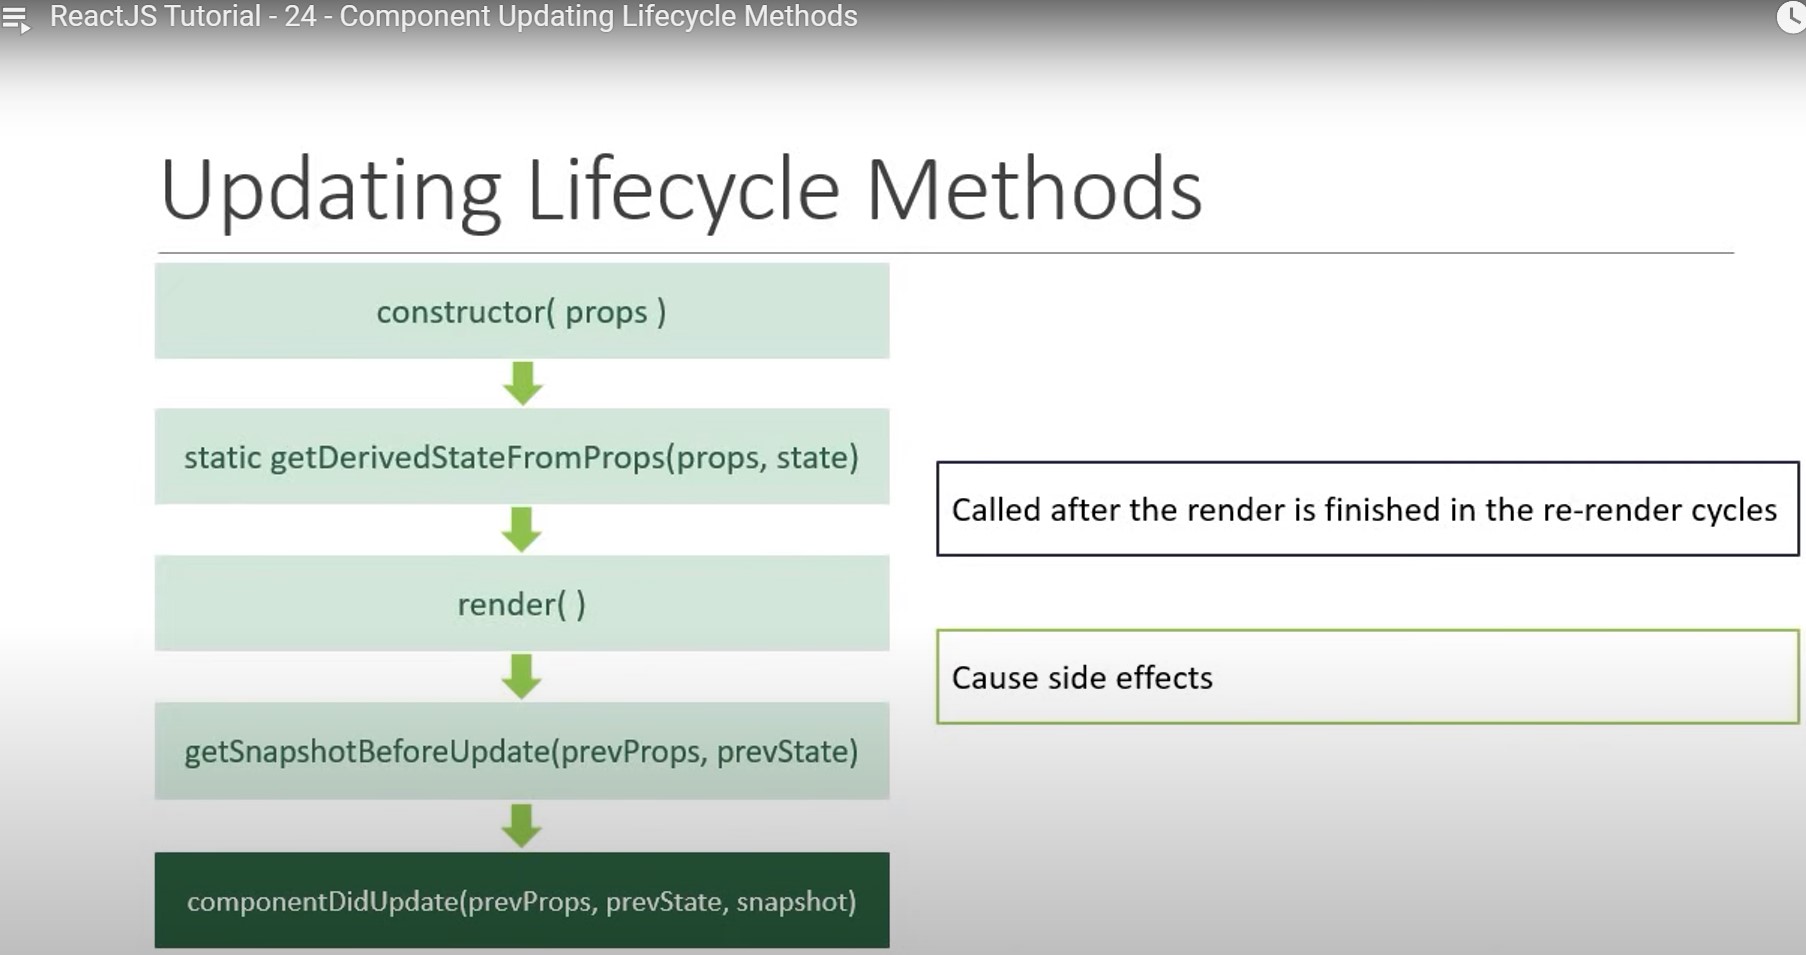 ReactJS Tutorial - 24 - Component Updating Lifecycle Methods
Updating Lifecycle Methods
constructor( props )
static getDerivedStateFromProps(props, state)
render( )
getSnapshotBeforeUpdate(prevProps, prevState)
componentDidUpdate(prevProps, prevState, snapshot)
Called after the render is finished in the re-render cycles
Cause side effects